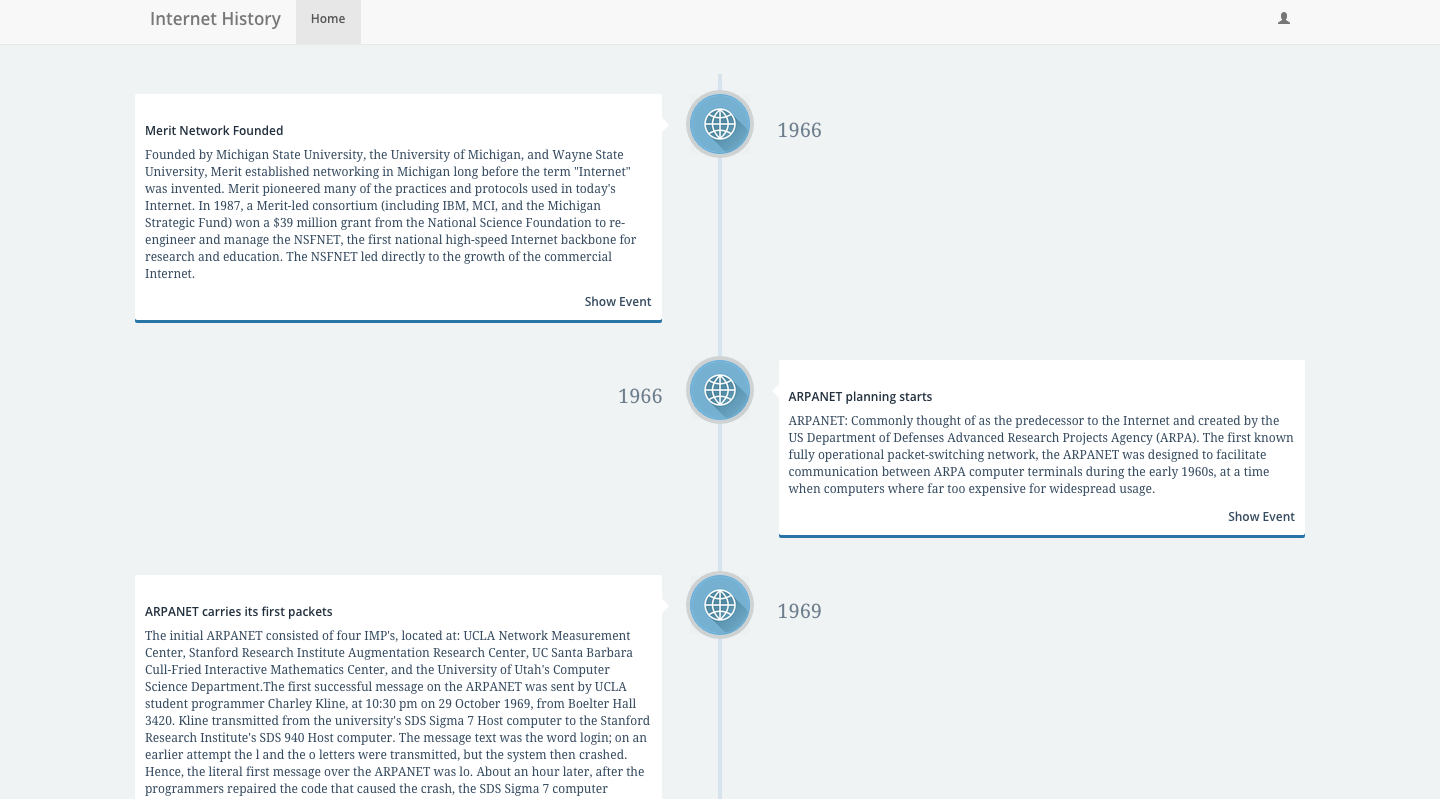 Internet History
Home
Merit Network Founded
1966
Founded by Michigan State University, the University of Michigan, and Wayne State
University, Merit established networking in Michigan long before the term "Internet"
was invented. Merit pioneered many of the practices and protocols used in today's
Internet. In 1987, a Merit-led consortium (including IBM, MCI, and the Michigan
Strategic Fund) won a $39 million grant from the National Science Foundation to re-
engineer and manage the NSFNET, the first national high-speed Internet backbone for
research and education. The NSFNET led directly to the growth of the commercial
Internet.
Show Event
1966
ARPANET planning starts
ARPANET: Commonly thought of as the predecessor to the Internet and created by the
US Department of Defenses Advanced Research Projects Agency (ARPA). The first known
fully operational packet-switching network, the ARPANET was designed to facilitate
communication between ARPA computer terminals during the early 1960s, at a time
when computers where far too expensive for widespread usage.
Show Event
ARPANET carries its first packets
1969
The initial ARPANET consisted of four IMP's, located at: UCLA Network Measurement
Center, Stanford Research Institute Augmentation Research Center, UC Santa Barbara
Cull-Fried Interactive Mathematics Center, and the University of Utah's Computer
Science Department.The first successful message on the ARPANET was sent by UCLA
student programmer Charley Kline, at 10:30 pm on 29 October 1969, from Boelter Hall
3420. Kline transmitted from the university's SDS Sigma 7 Host computer to the Stanford
Research Institute's SDS 940 Host computer. The message text was the word login; on an
earlier attempt the l and the o letters were transmitted, but the system then crashed.
Hence, the literal first message over the ARPANET was lo. About an hour later, after the
programmers repaired the code that caused the crash, the SDS Sigma 7 computer